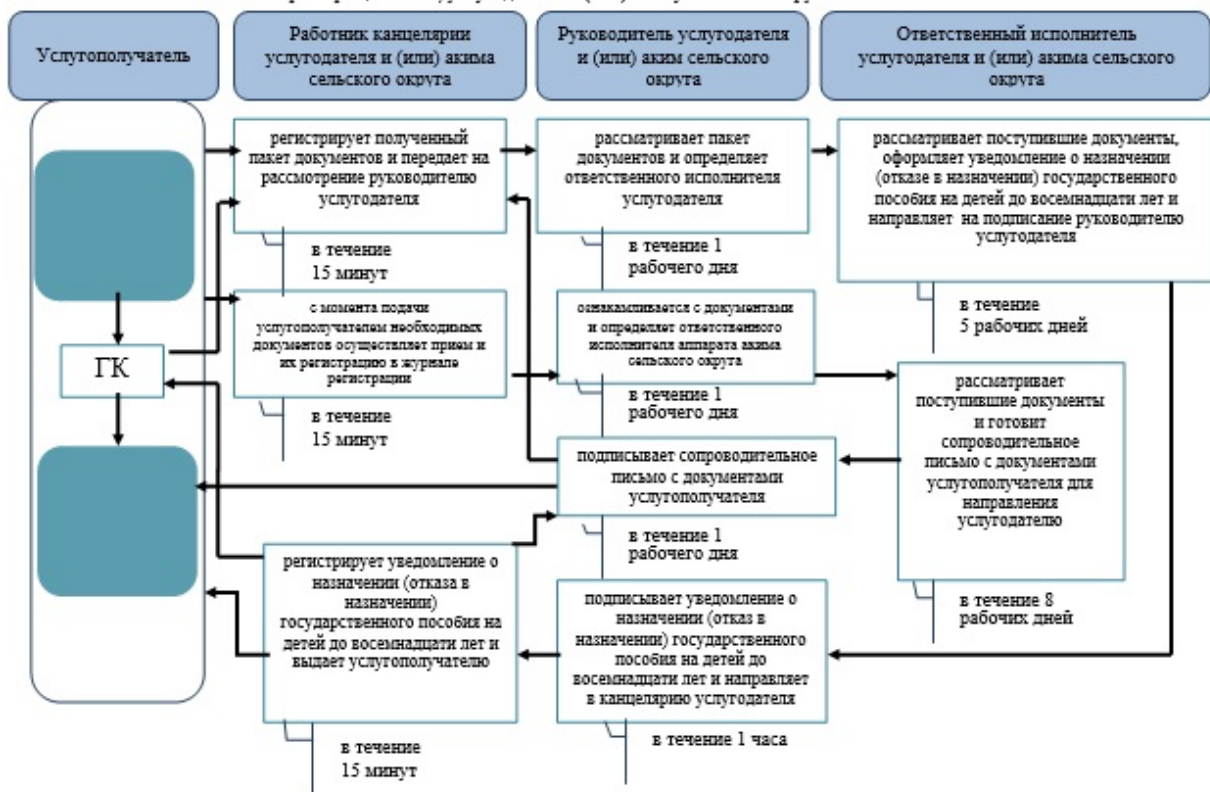 Услугополучатель
Работник канцелярии
услугодателя и (или) акима
сельского округа
Руководитель услугодателя
и (или) аким сельского
округа
Ответственный исполнитель
услугодателя и (или) акима сельского
округа
регистрирует полученный
пакет документов и передает на
рассмотрение руководителю
услугодателя
в течение
15 минут
рассматривает пакет
документов и определяет
ответственного исполнителя
услугодателя
в течение 1
рабочего дня
рассматривает поступившие документы,
оформляет уведомление о назначении
(отказе в назначении) государственного
пособия на детей до восемнадцати лет и
направляет на подписание руководителю
услугодателя
в течение
5 рабочих дней
ГК
с момента подачи
услугополучателем необходимых
документов осуществляет прием и
их регистрацию в журнале
регистрации
в течение
15 минут
ознакамливается с документами
и определяет ответственного
исполнителя аппарата акима
сельского округа
в течение 1
рабочего дня
рассматривает
поступившие документы
и готовит
сопроводительное
письмо с документами
услугополучателя для
направления
услугодателю
в течение 8
рабочих дней
подписывает сопроводительное
письмо с документами
услугополучателя
в течение 1
рабочего дня
регистрирует уведомление о
назначении (отказа в
назначении)
государственного пособия на
детей до восемнадцати лет и
выдает услугополучателю
в течение
15 минут
подписывает уведомление о
назначении (отказ в
назначении) государственного
пособия на детей до
восемнадцати лет и направляет
в канцелярию услугодателя
в течение 1 часа